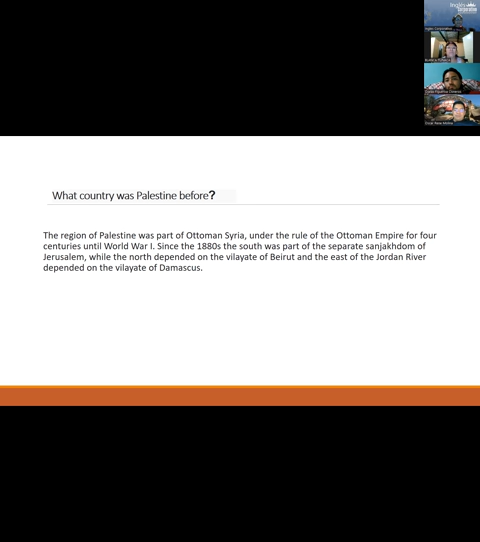 Inglés
Corporativo
What country was Palestine before?
The region of Palestine was part of Ottoman Syria, under the rule of the Ottoman Empire for four
centuries until World War I. Since the 1880s the south was part of the separate sanjakhdom of
Jerusalem, while the north depended on the vilayate of Beirut and the east of the Jordan River
depended on the vilayate of Damascus.